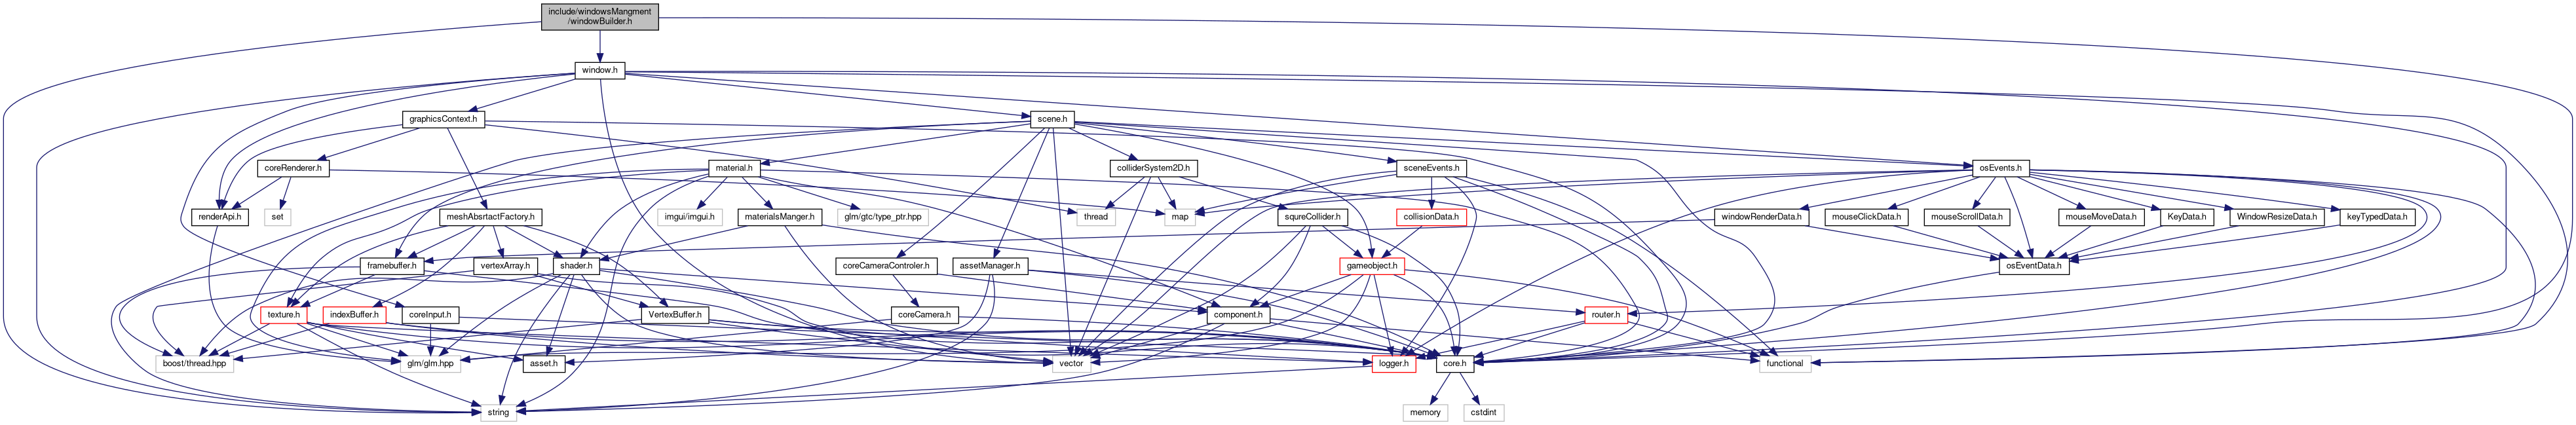 include/windowsMangment
/windowBuilder.h
window.h
graphicsContext.h
scene.h
coreRenderer.h
material.h
colliderSystem2D.h
sceneEvents.h
osEvents.h
renderApi.h
set
meshAbsrtactFactory.h
imgui/imgui.h
materialsManger.h
glm/gtc/type_ptr.hpp
thread
map
squreCollider.h
collisionData.h
windowRenderData.h
mouseClickData.h
mouseScrollData.h
mouseMoveData.h
KeyData.h
WindowResizeData.h
keyTypedData.h
framebuffer.h
vertexArray.h
shader.h
coreCameraControler.h
assetManager.h
gameobject.h
osEventData.h
texture.h
indexBuffer.h
coreInput.h
VertexBuffer.h
coreCamera.h
component.h
router.h
boost/thread.hpp
glm/glm.hpp
asset.h
vector
logger.h
core.h
functional
string
memory
cstdint